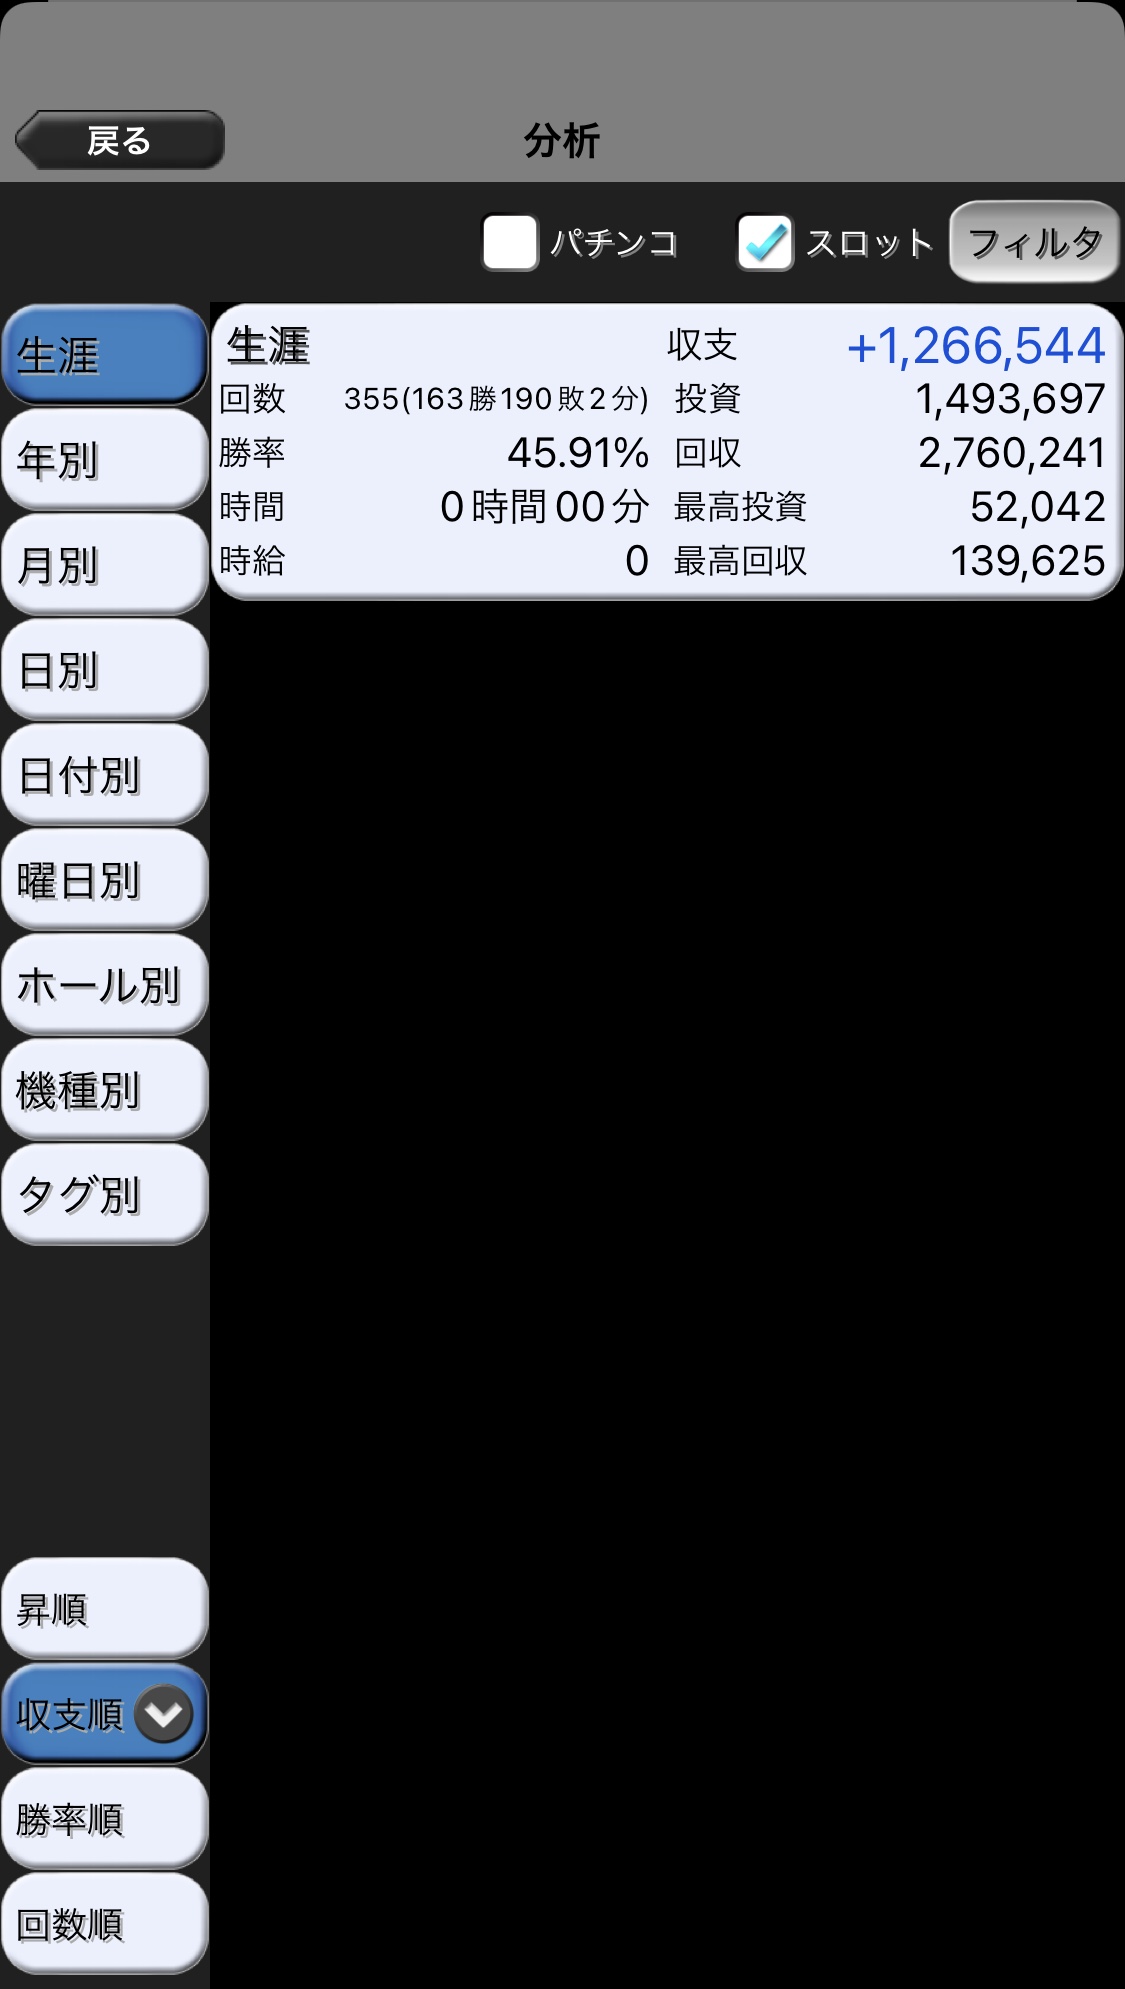 戻る
分析
パチンコ
スロット
フィルタ
生涯
年別
月別
日別
日付別
曜日別
ホール別
機種別
タグ別
昇順
収支順
勝率順
回数順
生涯 収支 +1,266,544
回数 355(163勝190敗2分) 投資 1,493,697
勝率 45.91% 回収 2,760,241
時間 0時間00分 最高投資 52,042
時給 0 最高回収 139,625